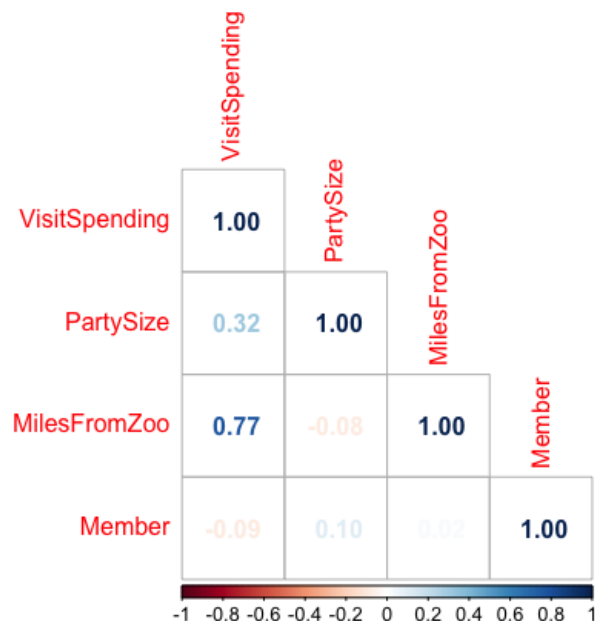 VisitSpending
PartySize
MilesFromZoo
Member
VisitSpending 1.00
PartySize 0.32 1.00
MilesFromZoo 0.77 -0.08 1.00
Member -0.09 0.10 0.02 1.00
-1 -0.8 -0.6 -0.4 -0.2 0 0.2 0.4 0.6 0.8 1